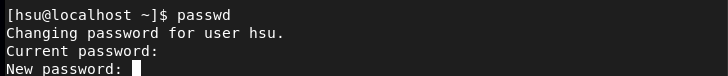 [hsu@localhost ~]$ passwd
Changing password for user hsu.
Current password:
New password: